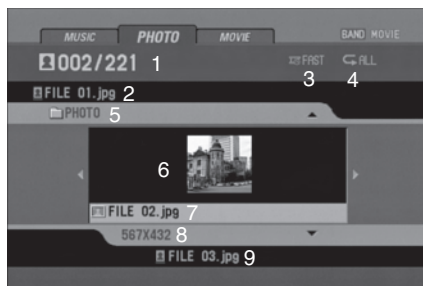 MUSIC PHOTO MOVIE BAND MOVIE
002/221 1 FAST ALL
3 4
FILE 01.jpg 2
PHOTO 5
6
FILE 02.jpg 7
567X432 8
FILE 03.jpg 9